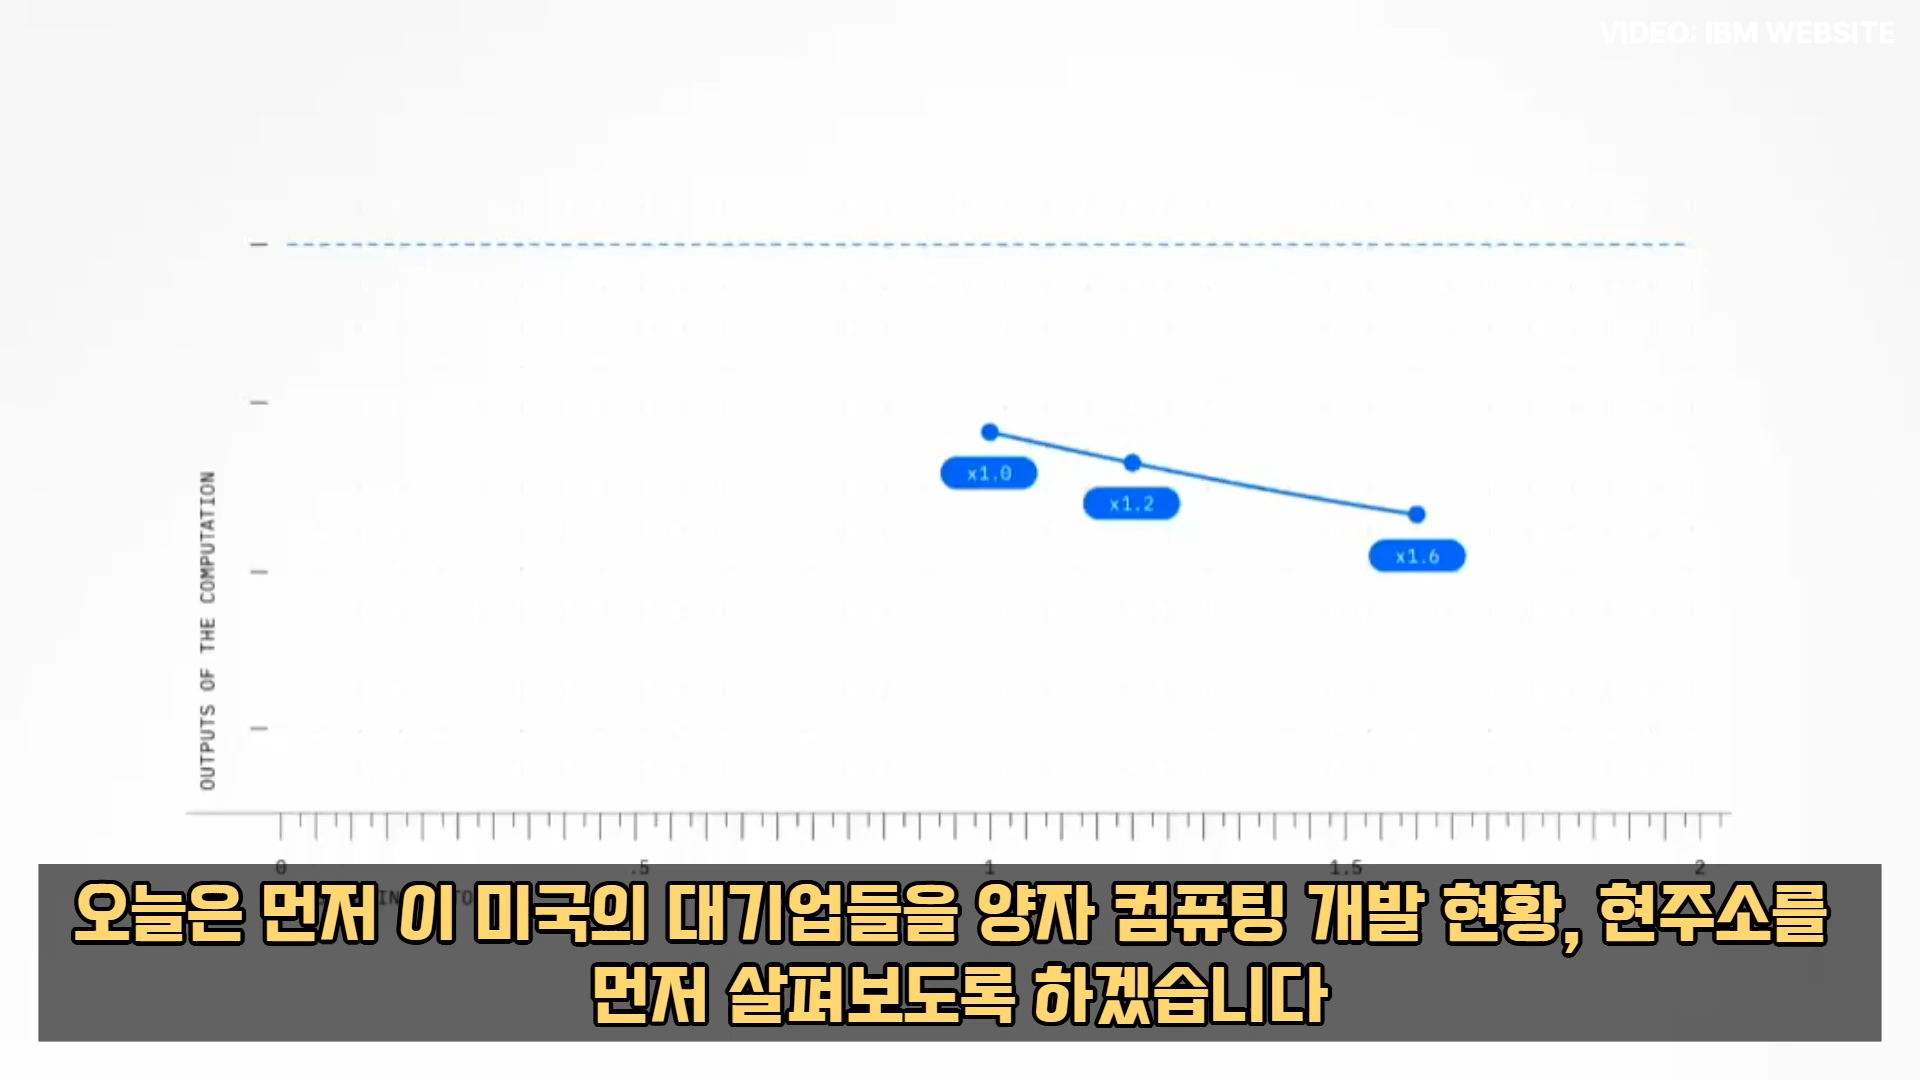 VIDEO: IBM WEBSITE
OUTPUTS OF THE COMPUTATION
x1.0
x1.2
x1.6
0 .5 1 1.5 2
오늘은 먼저 이 미국의 대기업들을 양자 컴퓨팅 개발 현황, 현주소를
먼저 살펴보도록 하겠습니다